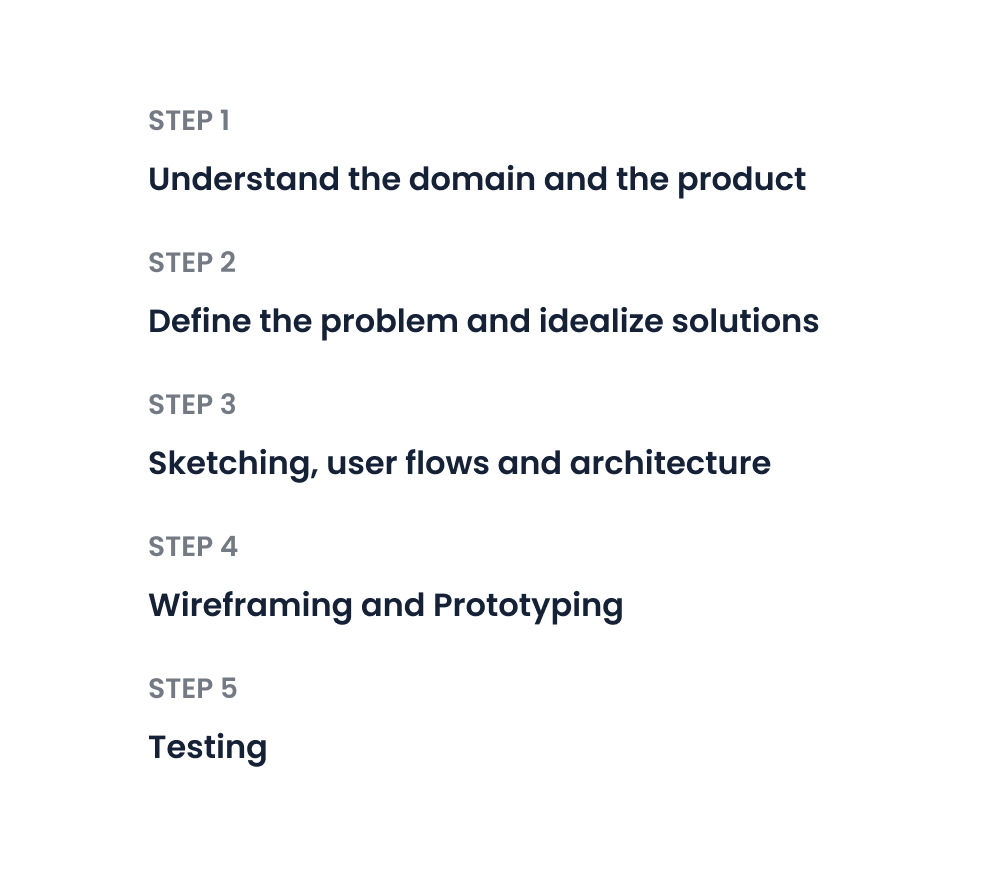 STEP 1
Understand the domain and the product
STEP 2
Define the problem and idealize solutions
STEP 3
Sketching, user flows and architecture
STEP 4
Wireframing and Prototyping
STEP 5
Testing